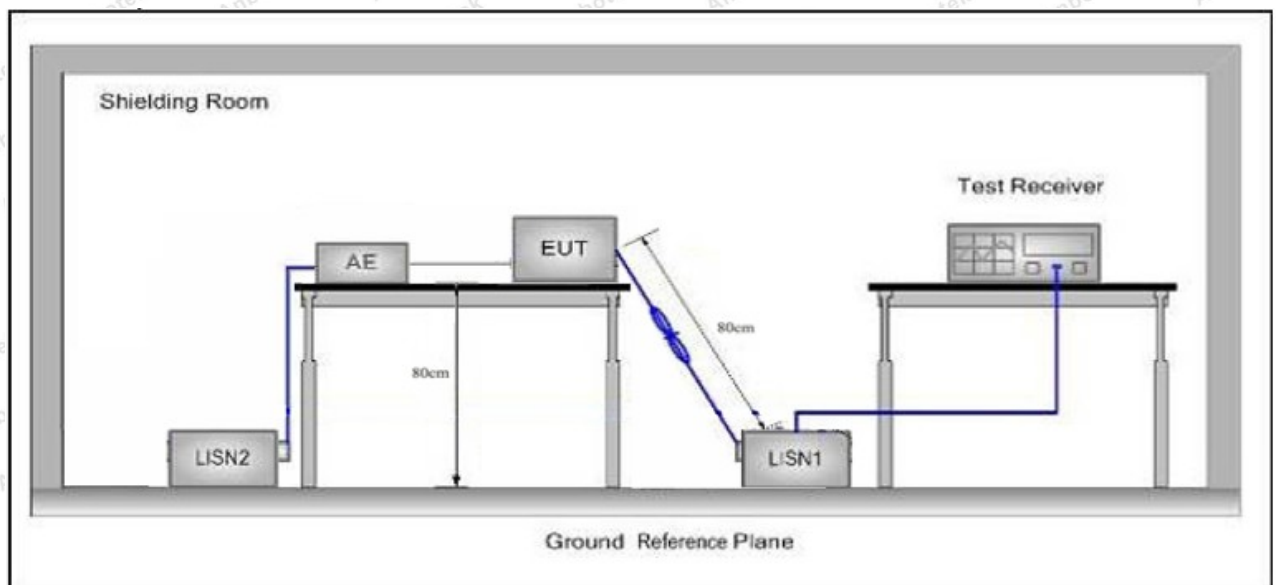 Shielding Room
Test Receiver
EUT
AE
80cm
80cm
LISN2
LISN1
Ground Reference Plane